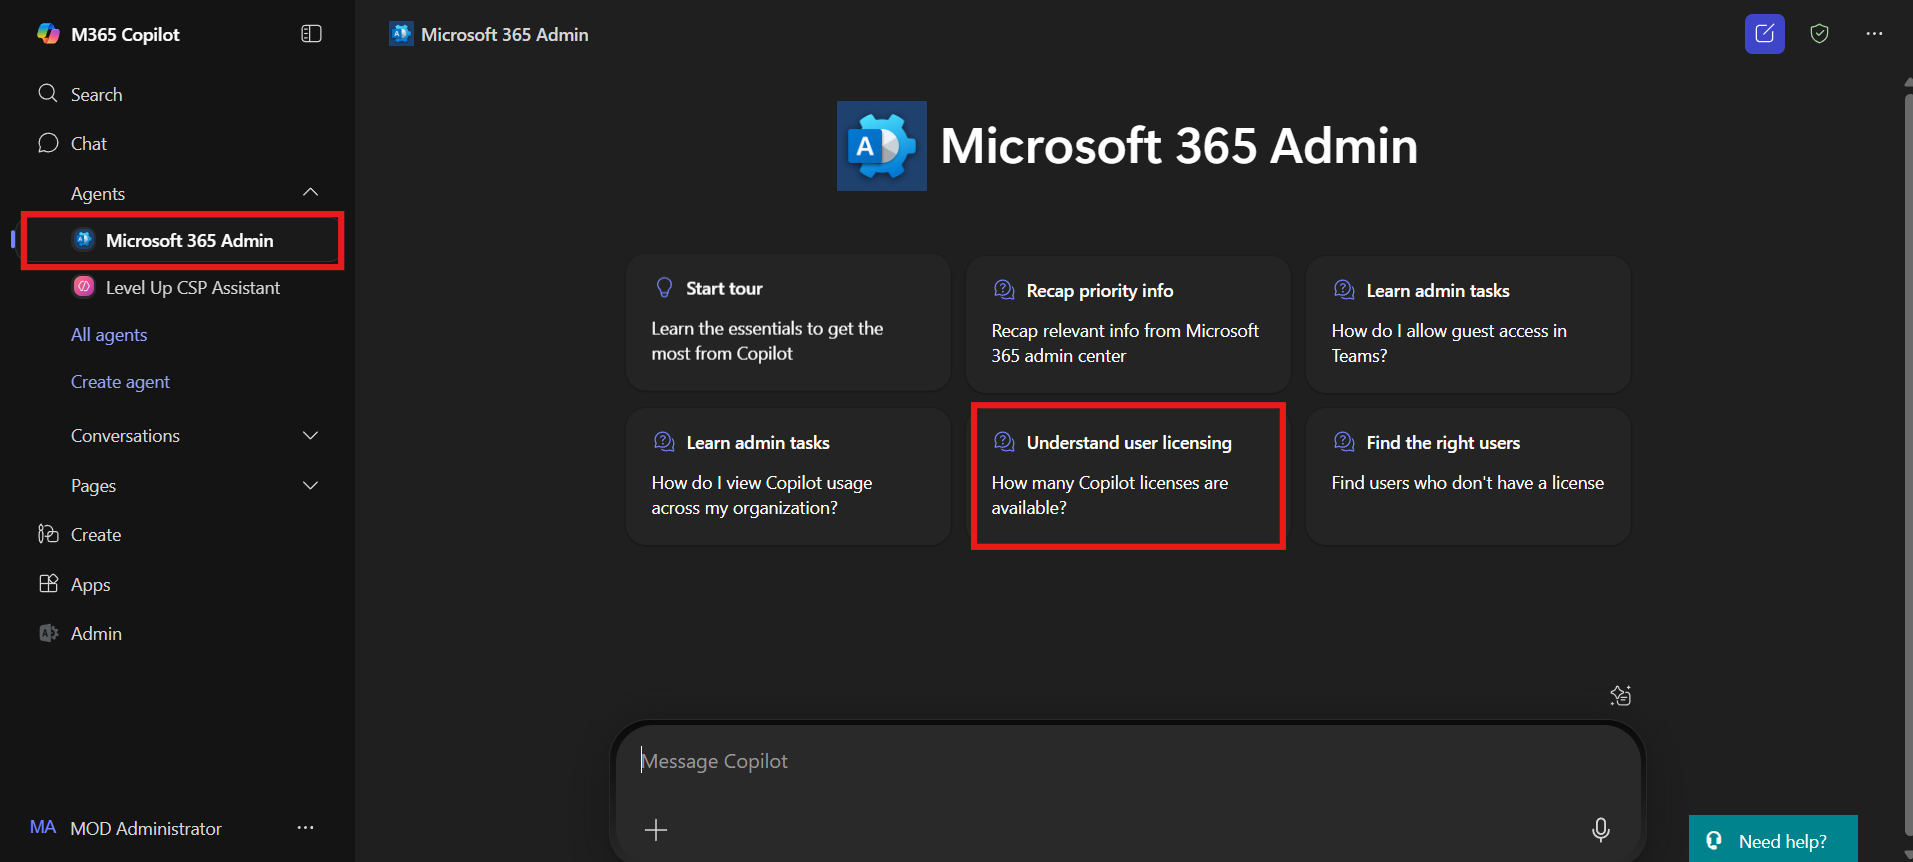 M365 Copilot
Search
Chat
Agents
Microsoft 365 Admin
Level Up CSP Assistant
All agents
Create agent
Conversations
Pages
Create
Apps
Admin
MA MOD Administrator
Microsoft 365 Admin
A Microsoft 365 Admin
Start tour
Learn the essentials to get the
most from Copilot
Recap priority info
Recap relevant info from Microsoft
365 admin center
Learn admin tasks
How do I allow guest access in
Teams?
Learn admin tasks
How do I view Copilot usage
across my organization?
Understand user licensing
How many Copilot licenses are
available?
Find the right users
Find users who don't have a license
Message Copilot
Need help?